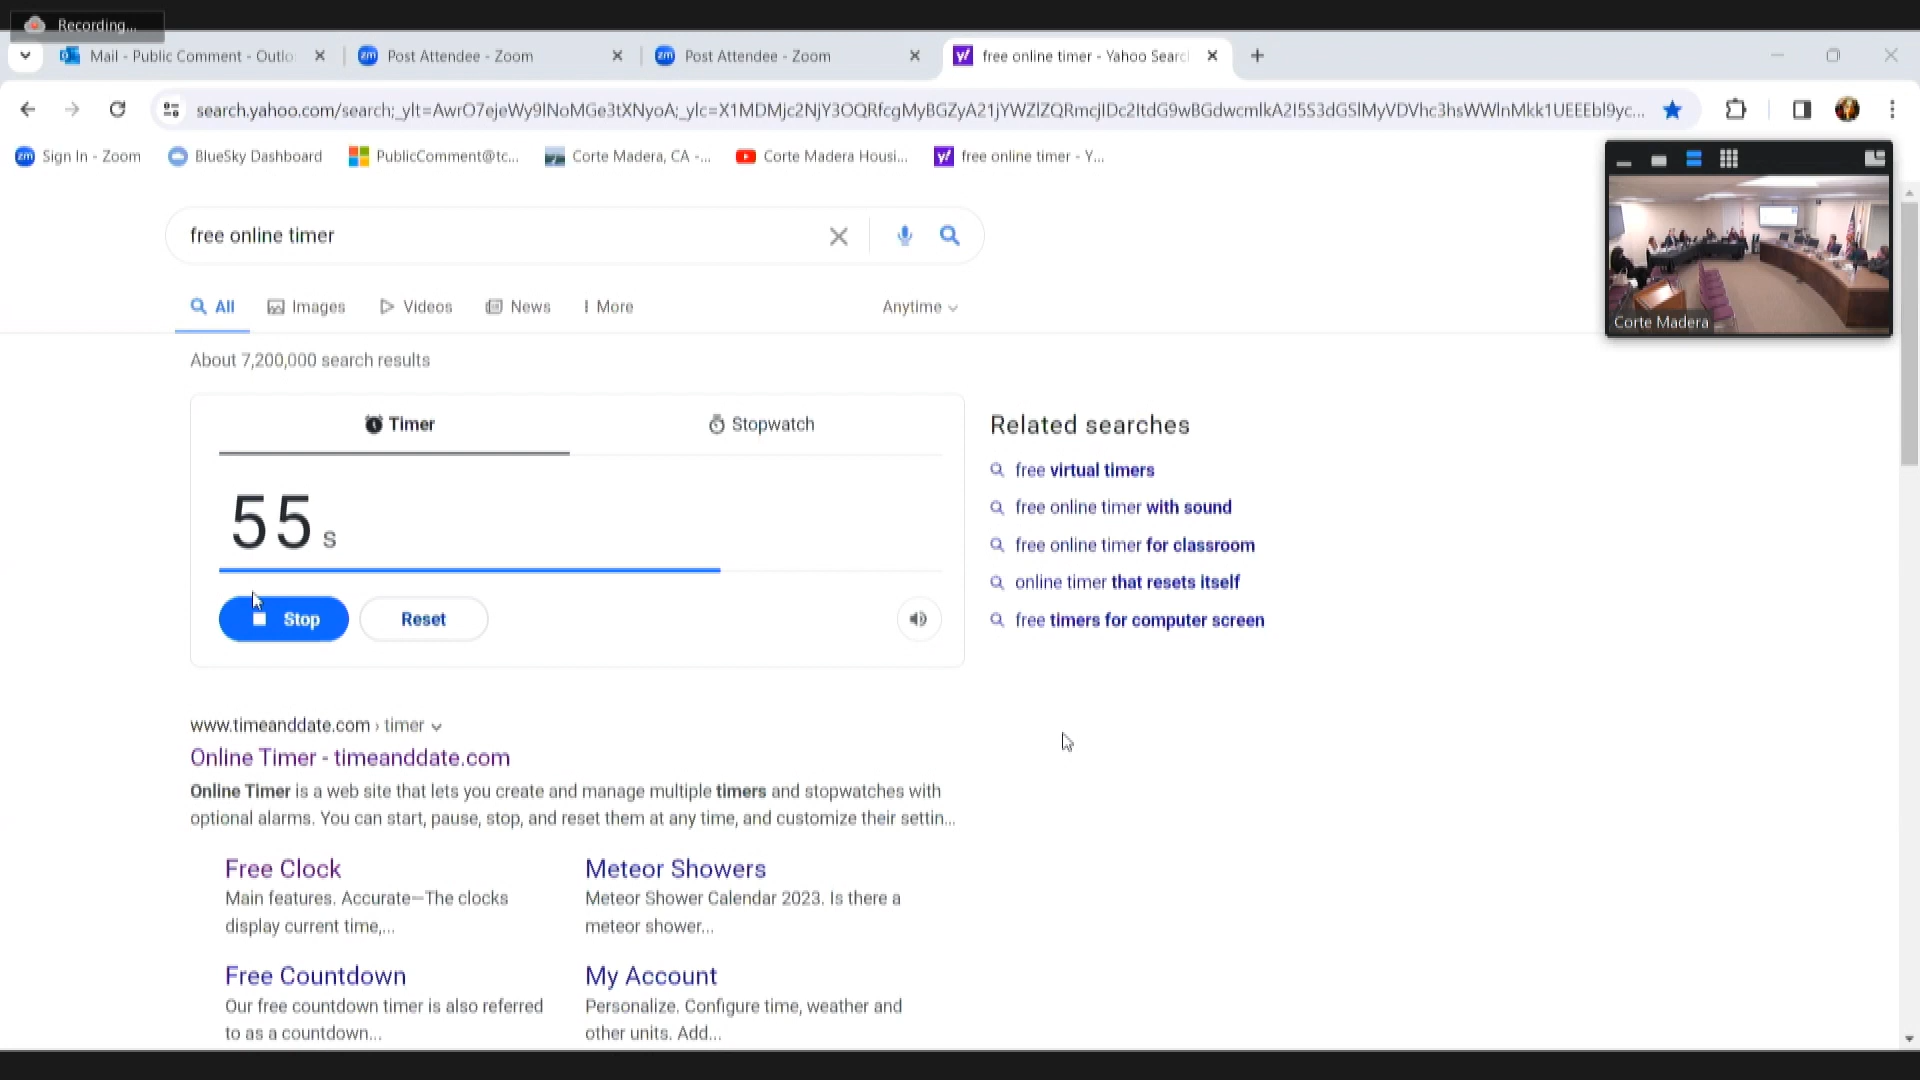 Recording...
Mail - Public Comment - Outlo
Post Attendee - Zoom
Post Attendee - Zoom
free online timer - Yahoo Searc
Sign In - Zoom
BlueSky Dashboard
PublicComment@tc...
Corte Madera, CA -...
Corte Madera Housi...
free online timer - Y...
Corte Madera
free online timer
All
Images
Videos
News
More
Anytime
About 7,200,000 search results
Timer
Stopwatch
55 s
Stop
Reset
Related searches
free virtual timers
free online timer with sound
free online timer for classroom
online timer that resets itself
free timers for computer screen
www.timeanddate.com › timer
Online Timer - timeanddate.com
Online Timer is a web site that lets you create and manage multiple timers and stopwatches with
optional alarms. You can start, pause, stop, and reset them at any time, and customize their settin...
Free Clock
Main features. Accurate—The clocks
display current time,...
Meteor Showers
Meteor Shower Calendar 2023. Is there a
meteor shower...
Free Countdown
Our free countdown timer is also referred
to as a countdown...
My Account
Personalize. Configure time, weather and
other units. Add...